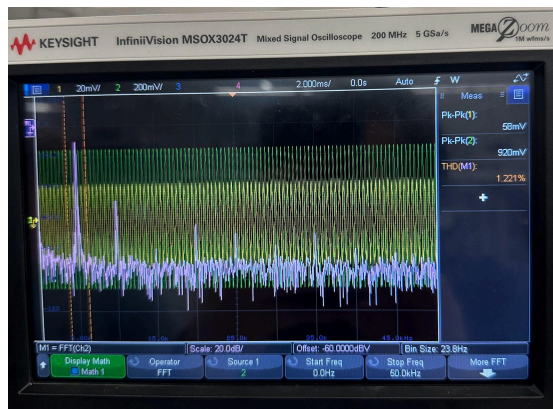 KEYSIGHT InfiniiVision MSOX3024T Mixed Signal Oscilloscope 200 MHz 5 GSa/s MEGA Zoom
1M wfms/s
1 20mV/ 2 200mV/ 3 4 2.000ms/ 0.0s Auto W
Meas
Pk-Pk(1):
58mV
Pk-Pk(2):
920mV
THD(M1):
1.221%
M1 = FFT(Ch2) Scale: 20.0dB/ Offset: -60.0000dBV Bin Size: 23.8Hz
Display Math
Math 1
Operator
FFT
Source 1
2
Start Freq
0.0Hz
Stop Freq
50.0kHz
More FFT